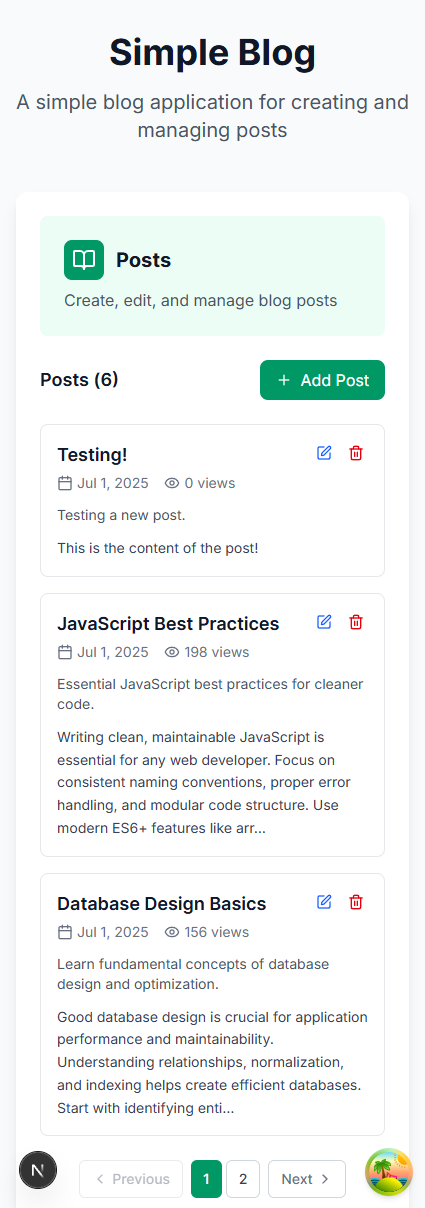 Simple Blog
A simple blog application for creating and
managing posts
Posts
Create, edit, and manage blog posts
Posts (6)
Add Post
Testing!
Jul 1, 2025 0 views
Testing a new post.
This is the content of the post!
JavaScript Best Practices
Jul 1, 2025 198 views
Essential JavaScript best practices for cleaner
code.
Writing clean, maintainable JavaScript is
essential for any web developer. Focus on
consistent naming conventions, proper error
handling, and modular code structure. Use
modern ES6+ features like arr...
Database Design Basics
Jul 1, 2025 156 views
Learn fundamental concepts of database
design and optimization.
Good database design is crucial for application
performance and maintainability.
Understanding relationships, normalization,
and indexing helps create efficient databases.
Start with identifying enti...
N
Previous 1 2 Next